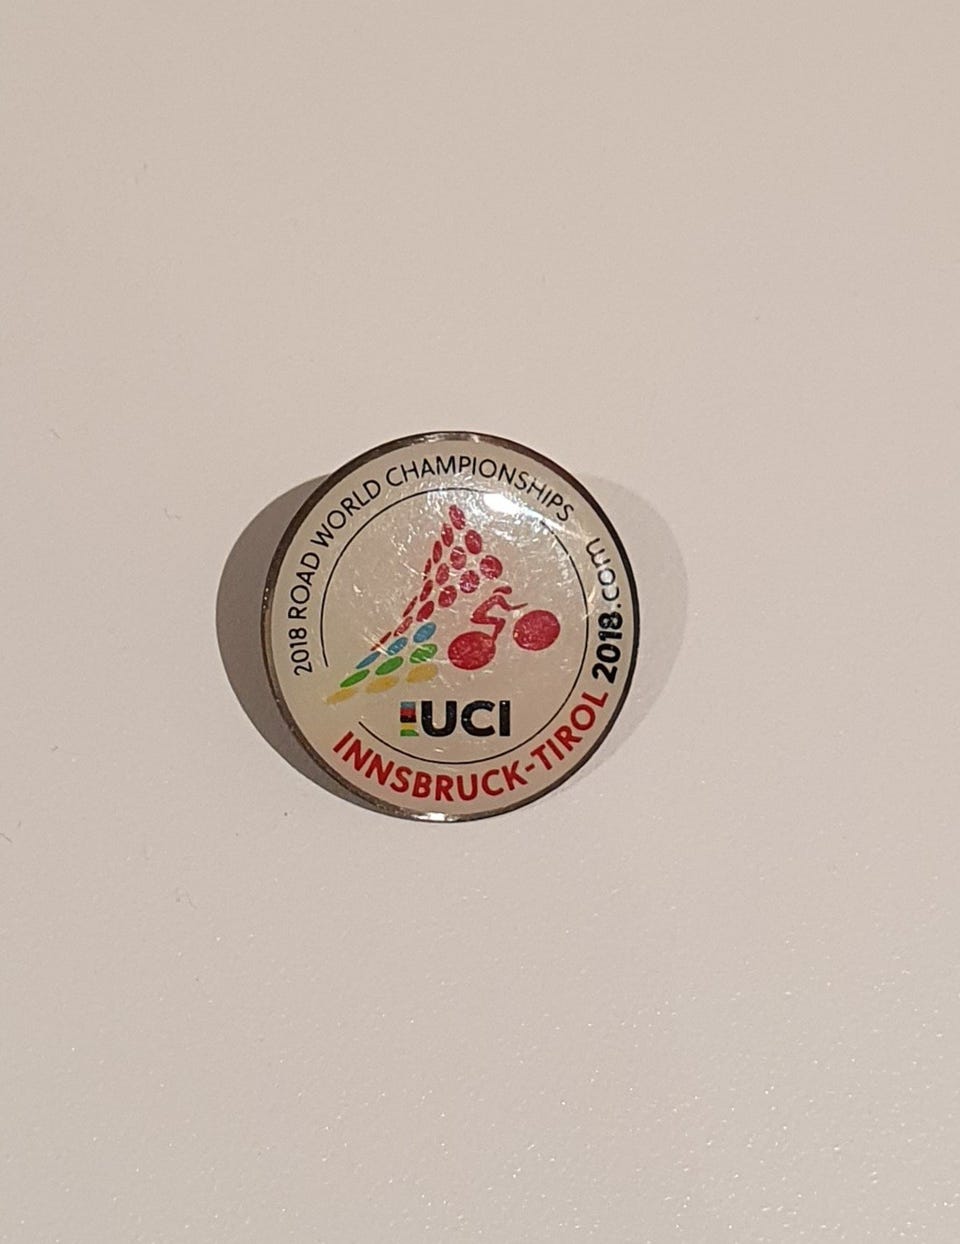 2018 ROAD WORLD CHAMPIONSHIPS
UCI
INNSBRUCK-TIROL 2018.com